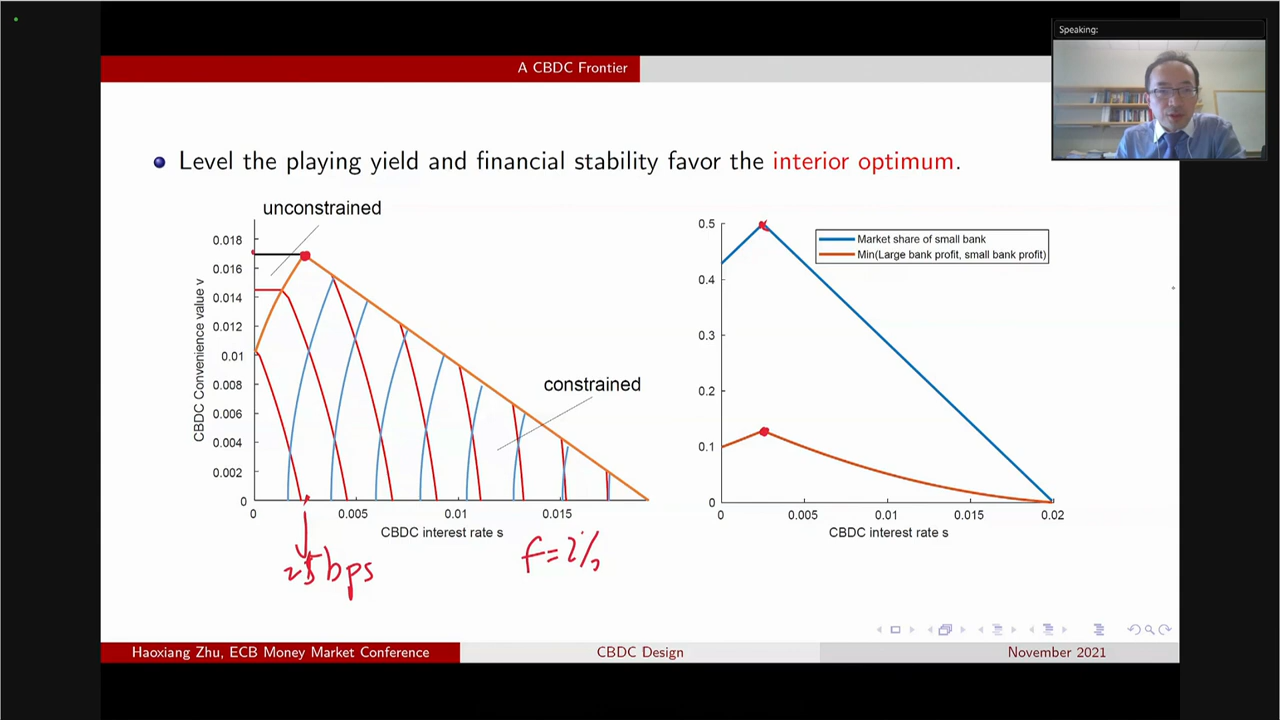 Speaking:
A CBDC Frontier
Level the playing yield and financial stability favor the interior optimum.
unconstrained
constrained
CBDC Convenience value v
0.018
0.016
0.014
0.012
0.01
0.008
0.006
0.004
0.002
0
0 0.005 0.01 0.015
CBDC interest rate s
25 bps
f=2%
0.5
0.4
0.3
0.2
0.1
0
Market share of small bank
Min(Large bank profit, small bank profit)
0 0.005 0.01 0.015 0.02
CBDC interest rate s
Haoxiang Zhu, ECB Money Market Conference CBDC Design November 2021